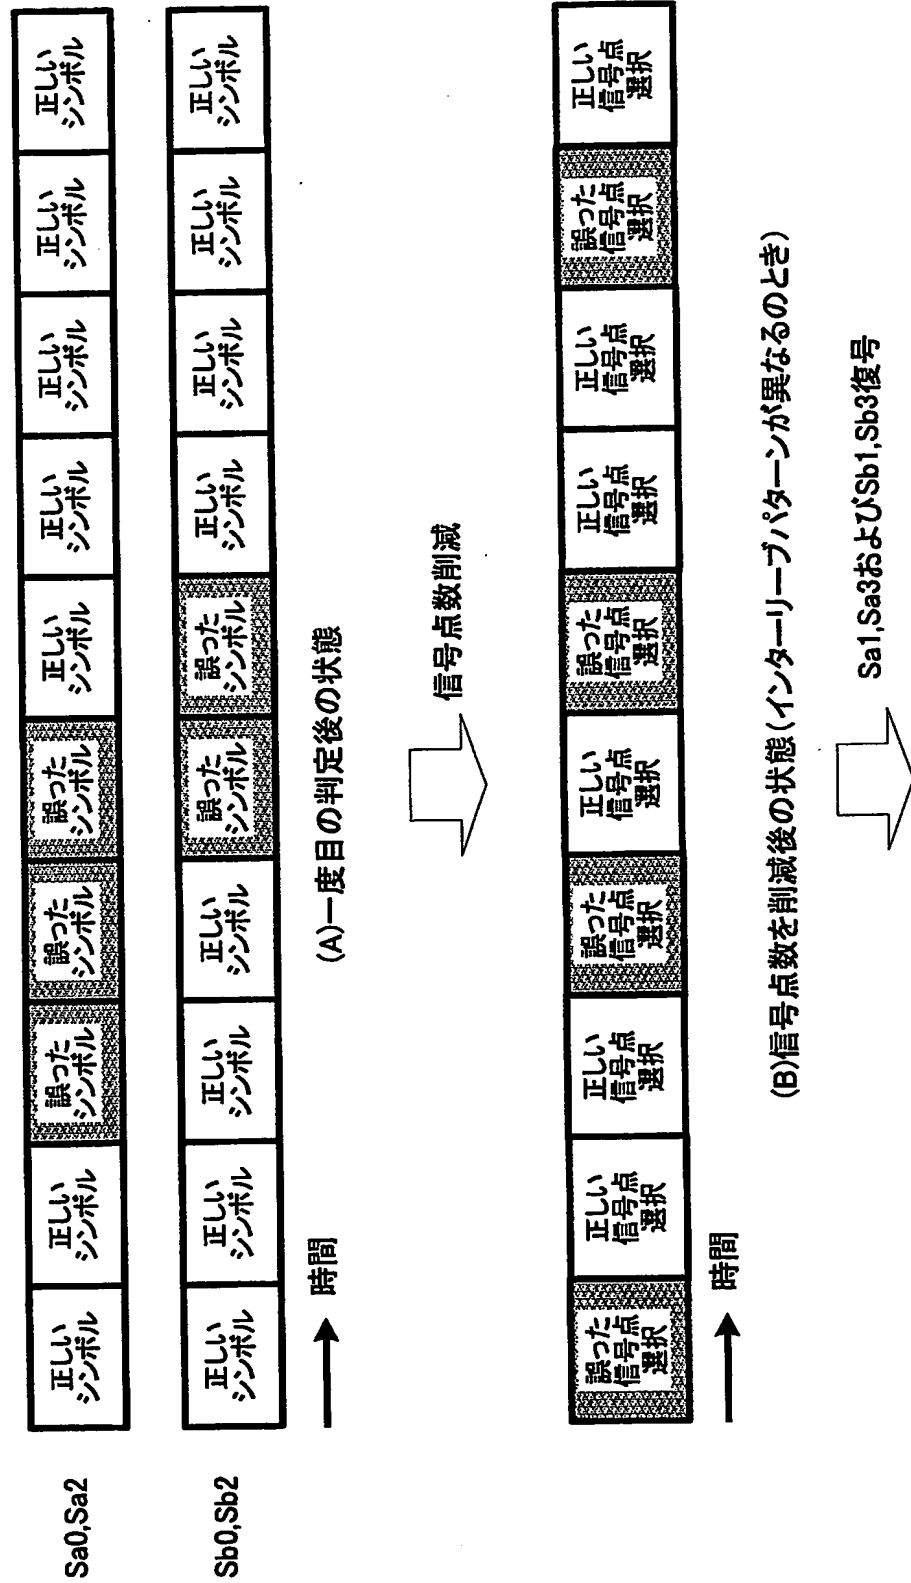 Sa0,Sa2
正しい
シンボル
正しい
シンボル
誤った
シンボル
誤った
シンボル
誤った
シンボル
正しい
シンボル
正しい
シンボル
正しい
シンボル
正しい
シンボル
正しい
シンボル
Sb0,Sb2
正しい
シンボル
正しい
シンボル
正しい
シンボル
正しい
シンボル
誤った
シンボル
誤った
シンボル
正しい
シンボル
正しい
シンボル
正しい
シンボル
正しい
シンボル
時間
(A)一度目の判定後の状態
信号点数削減
誤った
信号点
選択
正しい
信号点
選択
正しい
信号点
選択
誤った
信号点
選択
正しい
信号点
選択
誤った
信号点
選択
正しい
信号点
選択
正しい
信号点
選択
誤った
信号点
選択
正しい
信号点
選択
時間
(B)信号点数を削減後の状態(インターリーブパターンが異なるのとき)
Sa1,Sa3およびSb1,Sb3復号